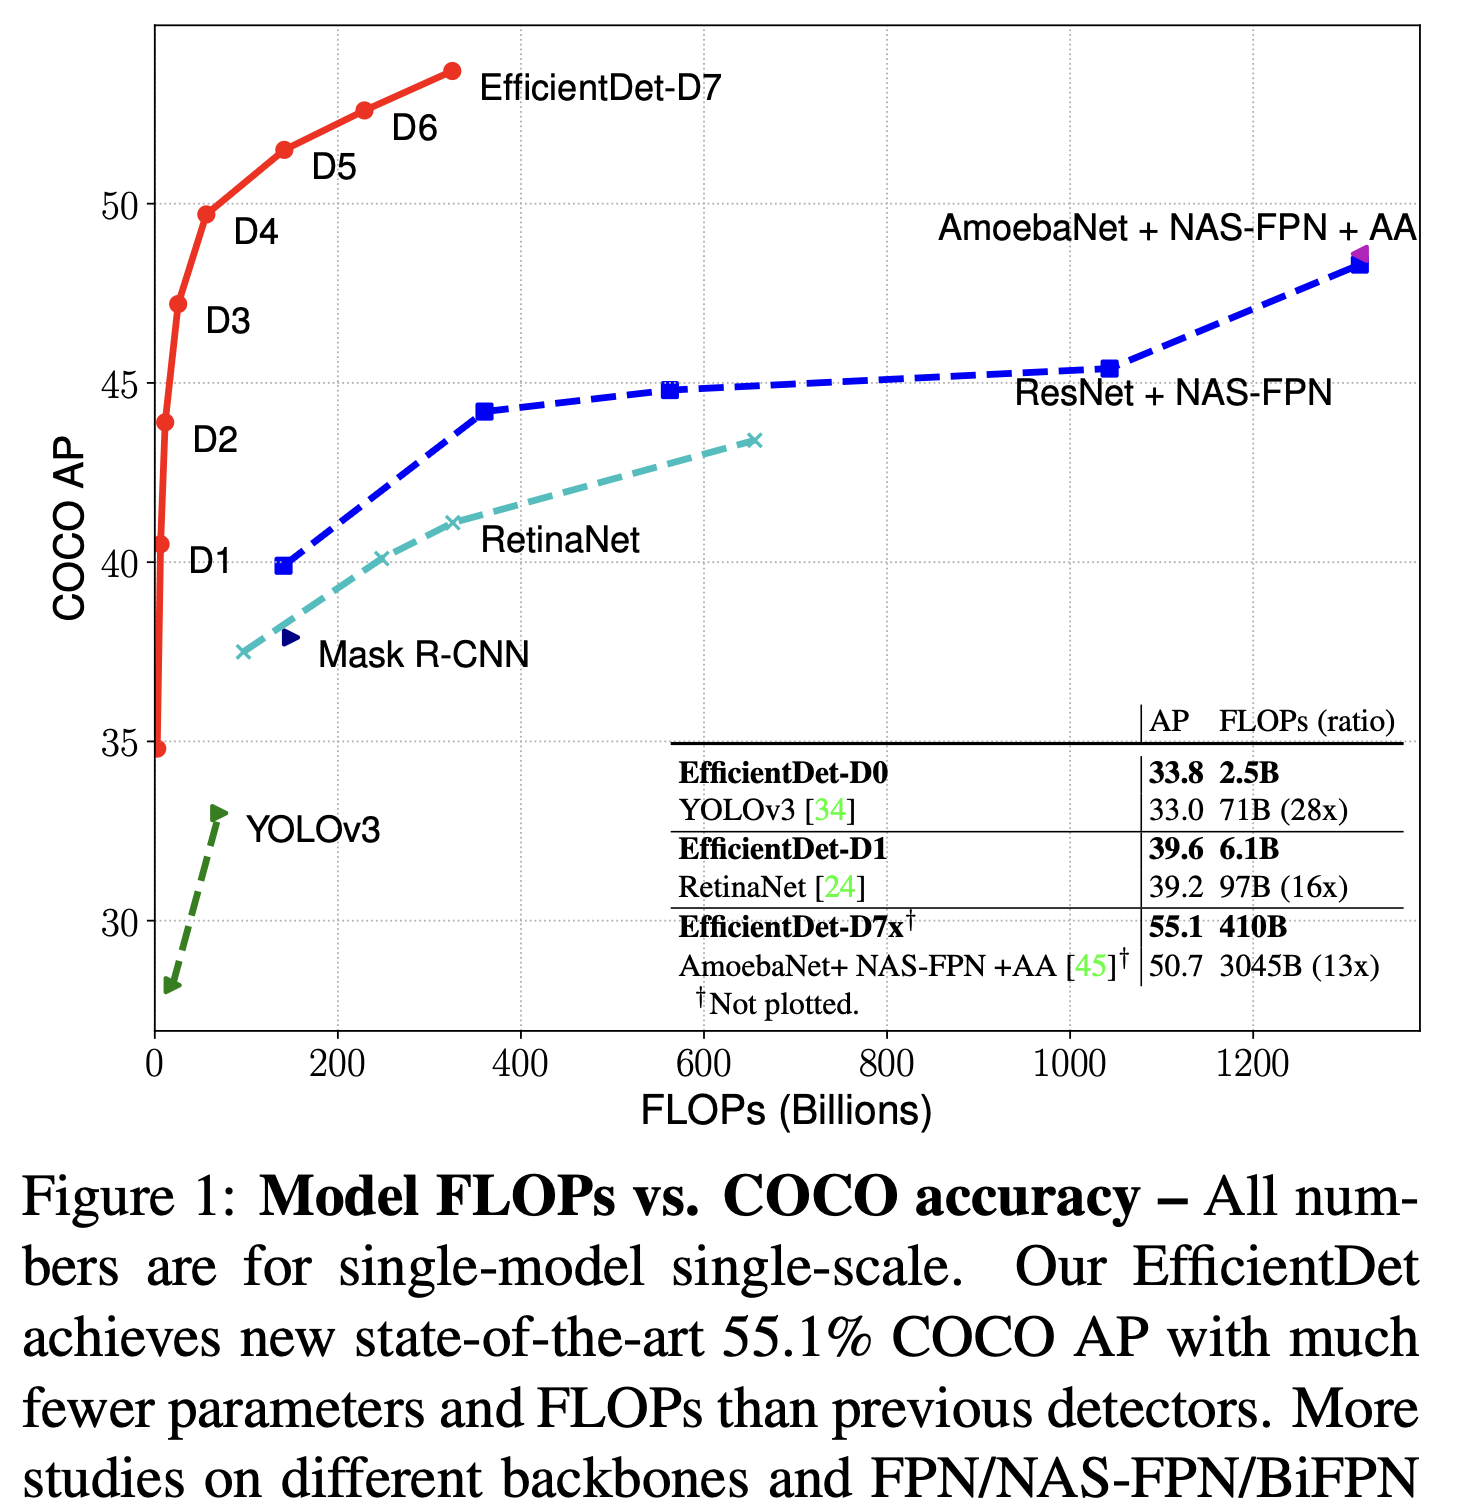 EfficientDet-D7
D6
D5
50
D4
AmoebaNet + NAS-FPN + AA
D3
45
ResNet + NAS-FPN
D2
COCO AP
RetinaNet
40
D1
Mask R-CNN
AP FLOPs (ratio)
35
EfficientDet-D0 33.8 2.5B
YOLOv3 [34] 33.0 71B (28x)
YOLOv3
EfficientDet-D1 39.6 6.1B
RetinaNet [24] 39.2 97B (16x)
30
EfficientDet-D7x† 55.1 410B
AmoebaNet+ NAS-FPN +AA [45]† 50.7 3045B (13x)
†Not plotted.
0 200 400 600 800 1000 1200
FLOPs (Billions)
Figure 1: Model FLOPs vs. COCO accuracy – All num-
bers are for single-model single-scale. Our EfficientDet
achieves new state-of-the-art 55.1% COCO AP with much
fewer parameters and FLOPs than previous detectors. More
studies on different backbones and FPN/NAS-FPN/BiFPN